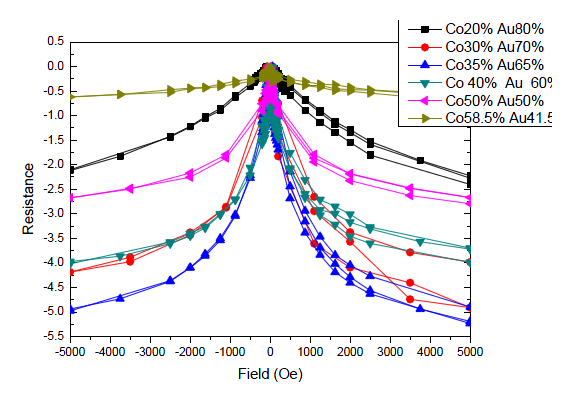 Co20% Au80%
Co30% Au70%
Co35% Au65%
Co 40% Au 60%
Co50% Au50%
Co58.5% Au41.5
0.5
0.0
-0.5
-1.0
-1.5
-2.0
-2.5
-3.0
-3.5
-4.0
-4.5
-5.0
-5.5
Resistance
-5000 -4000 -3000 -2000 -1000 0 1000 2000 3000 4000 5000
Field (Oe)